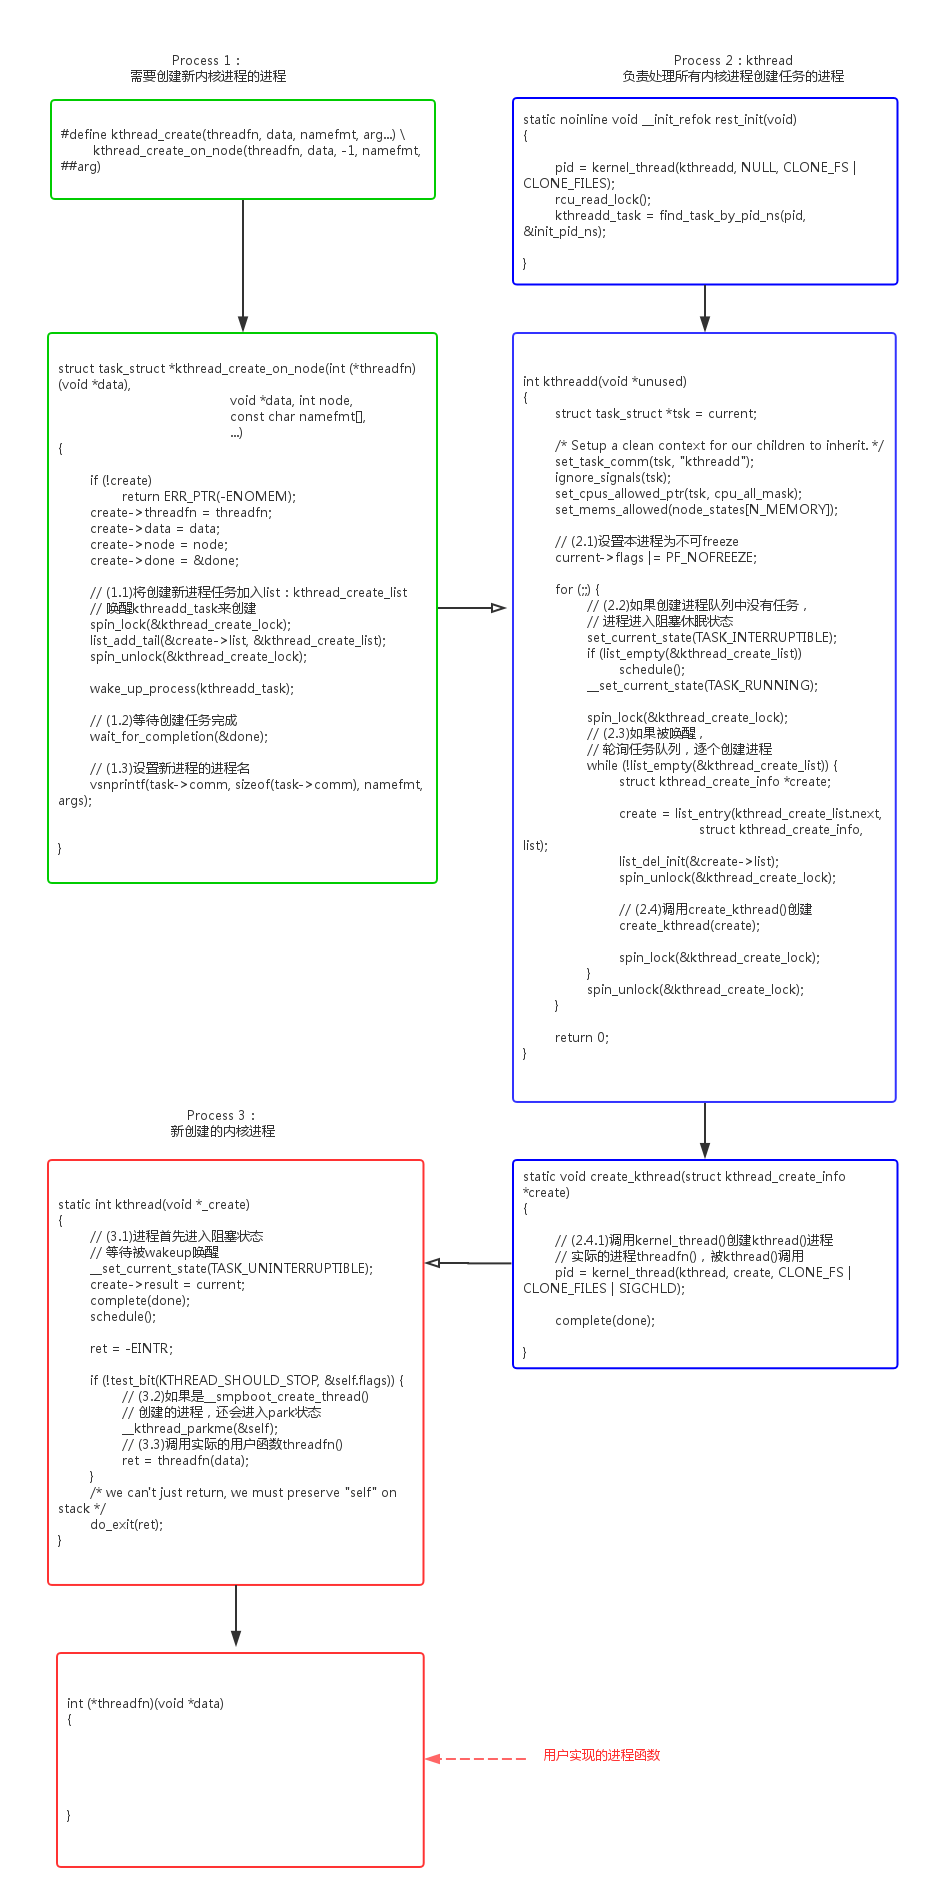 Process 1：
需要创建新内核进程的进程
#define kthread_create(threadfn, data, namefmt, arg...) \
kthread_create_on_node(threadfn, data, -1, namefmt,
##arg)
struct task_struct *kthread_create_on_node(int (*threadfn)
(void *data),
void *data, int node,
const char namefmt[],
...)
{
if (!create)
return ERR_PTR(-ENOMEM);
create->threadfn = threadfn;
create->data = data;
create->node = node;
create->done = &done;
// (1.1)将创建新进程任务加入list：kthread_create_list
// 唤醒kthreadd_task来创建
spin_lock(&kthread_create_lock);
list_add_tail(&create->list, &kthread_create_list);
spin_unlock(&kthread_create_lock);
wake_up_process(kthreadd_task);
// (1.2)等待创建任务完成
wait_for_completion(&done);
// (1.3)设置新进程的进程名
vsnprintf(task->comm, sizeof(task->comm), namefmt,
args);
}
Process 2：kthread
负责处理所有内核进程创建任务的进程
static noinline void __init_refok rest_init(void)
{
pid = kernel_thread(kthreadd, NULL, CLONE_FS |
CLONE_FILES);
rcu_read_lock();
kthreadd_task = find_task_by_pid_ns(pid,
&init_pid_ns);
}
int kthreadd(void *unused)
{
struct task_struct *tsk = current;
/* Setup a clean context for our children to inherit. */
set_task_comm(tsk, "kthreadd");
ignore_signals(tsk);
set_cpus_allowed_ptr(tsk, cpu_all_mask);
set_mems_allowed(node_states[N_MEMORY]);
// (2.1)设置本进程为不可freeze
current->flags |= PF_NOFREEZE;
for (;;) {
// (2.2)如果创建进程队列中没有任务，
// 进程进入阻塞休眠状态
set_current_state(TASK_INTERRUPTIBLE);
if (list_empty(&kthread_create_list))
schedule();
__set_current_state(TASK_RUNNING);
spin_lock(&kthread_create_lock);
// (2.3)如果被唤醒，
// 轮询任务队列，逐个创建进程
while (!list_empty(&kthread_create_list)) {
struct kthread_create_info *create;
create = list_entry(kthread_create_list.next,
struct kthread_create_info,
list);
list_del_init(&create->list);
spin_unlock(&kthread_create_lock);
// (2.4)调用create_kthread()创建
create_kthread(create);
spin_lock(&kthread_create_lock);
}
spin_unlock(&kthread_create_lock);
}
return 0;
}
static void create_kthread(struct kthread_create_info
*create)
{
// (2.4.1)调用kernel_thread()创建kthread()进程
// 实际的进程threadfn()，被kthread()调用
pid = kernel_thread(kthread, create, CLONE_FS |
CLONE_FILES | SIGCHLD);
complete(done);
}
Process 3：
新创建的内核进程
static int kthread(void *_create)
{
// (3.1)进程首先进入阻塞状态
// 等待被wakeup唤醒
__set_current_state(TASK_UNINTERRUPTIBLE);
create->result = current;
complete(done);
schedule();
ret = -EINTR;
if (!test_bit(KTHREAD_SHOULD_STOP, &self.flags)) {
// (3.2)如果是__smpboot_create_thread()
// 创建的进程，还会进入park状态
__kthread_parkme(&self);
// (3.3)调用实际的用户函数threadfn()
ret = threadfn(data);
}
/* we can't just return, we must preserve "self" on
stack */
do_exit(ret);
}
int (*threadfn)(void *data)
{
}
用户实现的进程函数